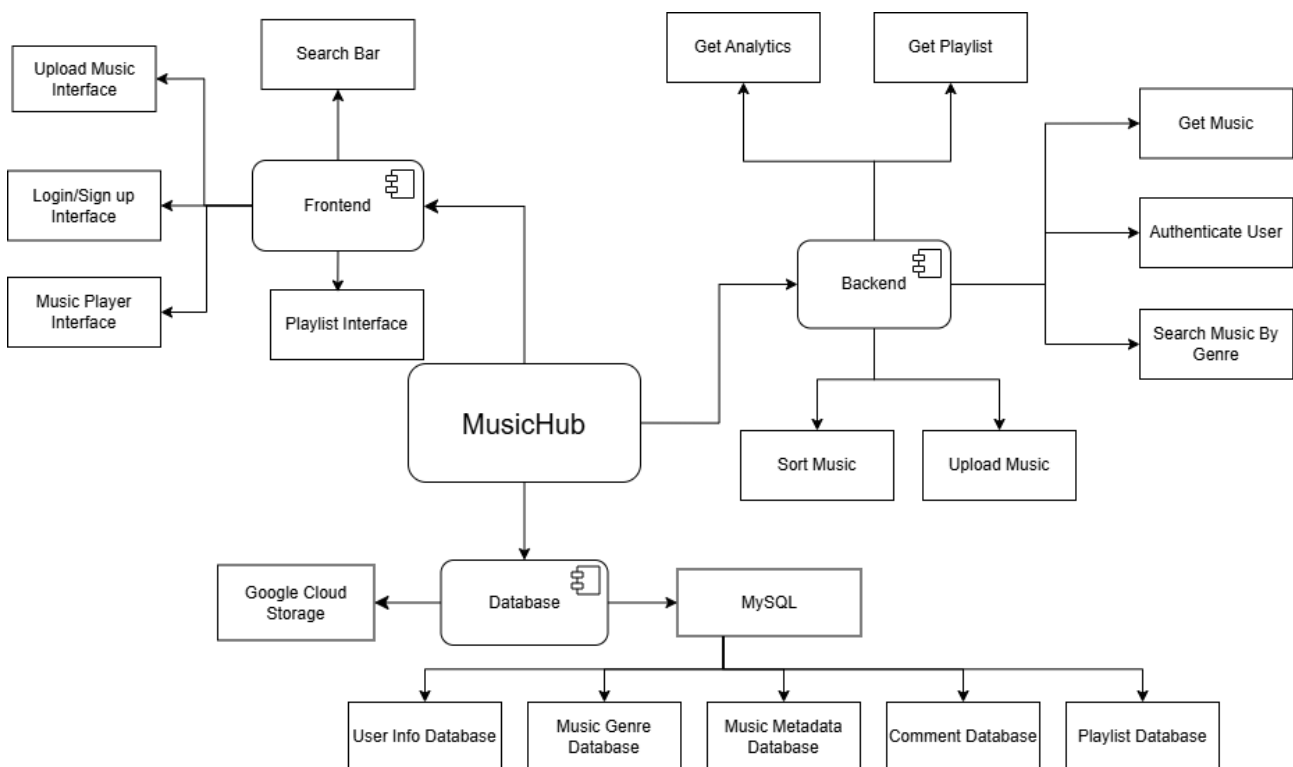 Search Bar
Get Analytics
Get Playlist
Upload Music
Interface
Get Music
Login/Sign up
Interface
Frontend
Authenticate User
Music Player
Interface
Playlist Interface
Backend
Search Music By
Genre
MusicHub
Sort Music
Upload Music
Google Cloud
Storage
Database
MySQL
User Info Database
Music Genre
Database
Music Metadata
Database
Comment Database
Playlist Database